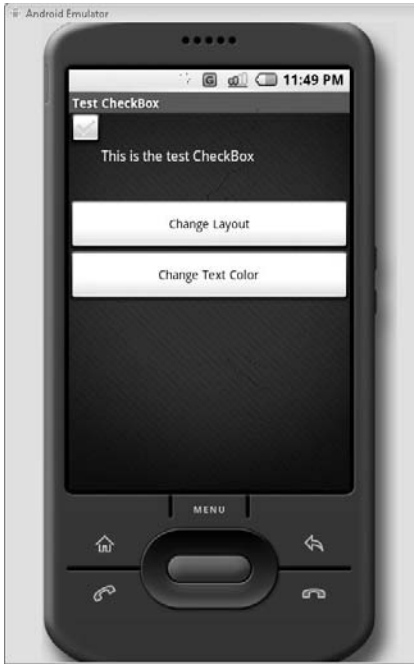 Android Emulator
G 11:49 PM
Test CheckBox
This is the test CheckBox
Change Layout
Change Text Color
MENU